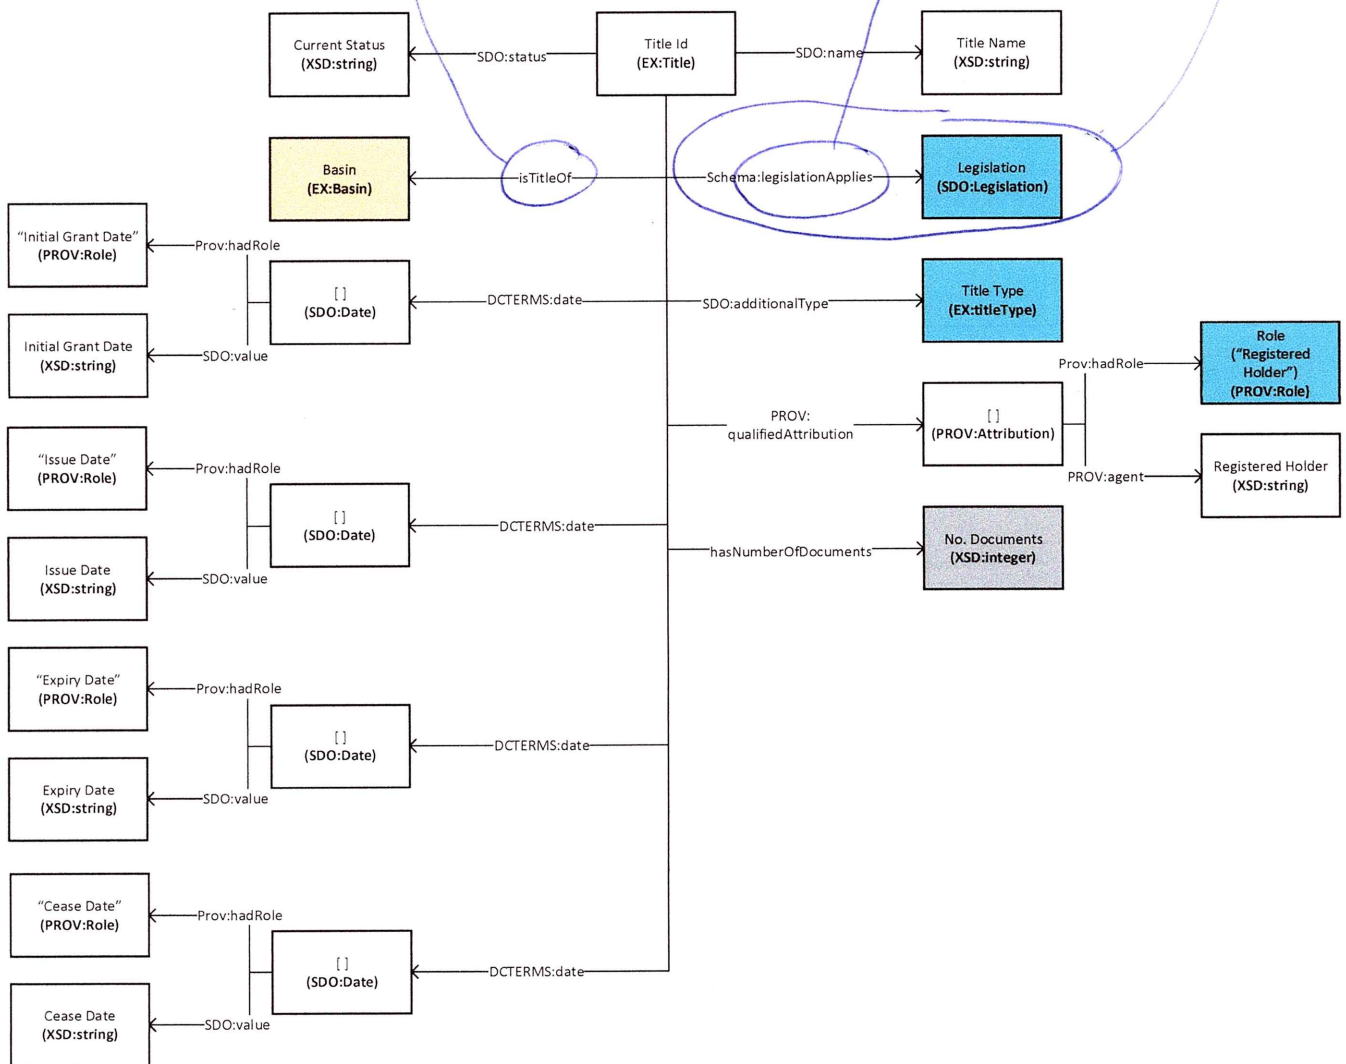 Current Status
(XSD:string)
SDO:status
Title Id
(EX:Title)
SDO:name
Title Name
(XSD:string)
Basin
(EX:Basin)
isTitleOf
Schema:legislationApplies
Legislation
(SDO:Legislation)
“Initial Grant Date”
(PROV:Role)
Prov:hadRole
[ ]
(SDO:Date)
DCTERMS:date
SDO:additionalType
Title Type
(EX:titleType)
Initial Grant Date
(XSD:string)
SDO:value
Prov:hadRole
Role
(“Registered
Holder”)
(PROV:Role)
PROV:
qualifiedAttribution
[ ]
(PROV:Attribution)
PROV:agent
Registered Holder
(XSD:string)
“Issue Date”
(PROV:Role)
Prov:hadRole
[ ]
(SDO:Date)
DCTERMS:date
hasNumberOfDocuments
No. Documents
(XSD:integer)
Issue Date
(XSD:string)
SDO:value
“Expiry Date”
(PROV:Role)
Prov:hadRole
[ ]
(SDO:Date)
DCTERMS:date
Expiry Date
(XSD:string)
SDO:value
“Cease Date”
(PROV:Role)
Prov:hadRole
[ ]
(SDO:Date)
DCTERMS:date
Cease Date
(XSD:string)
SDO:value